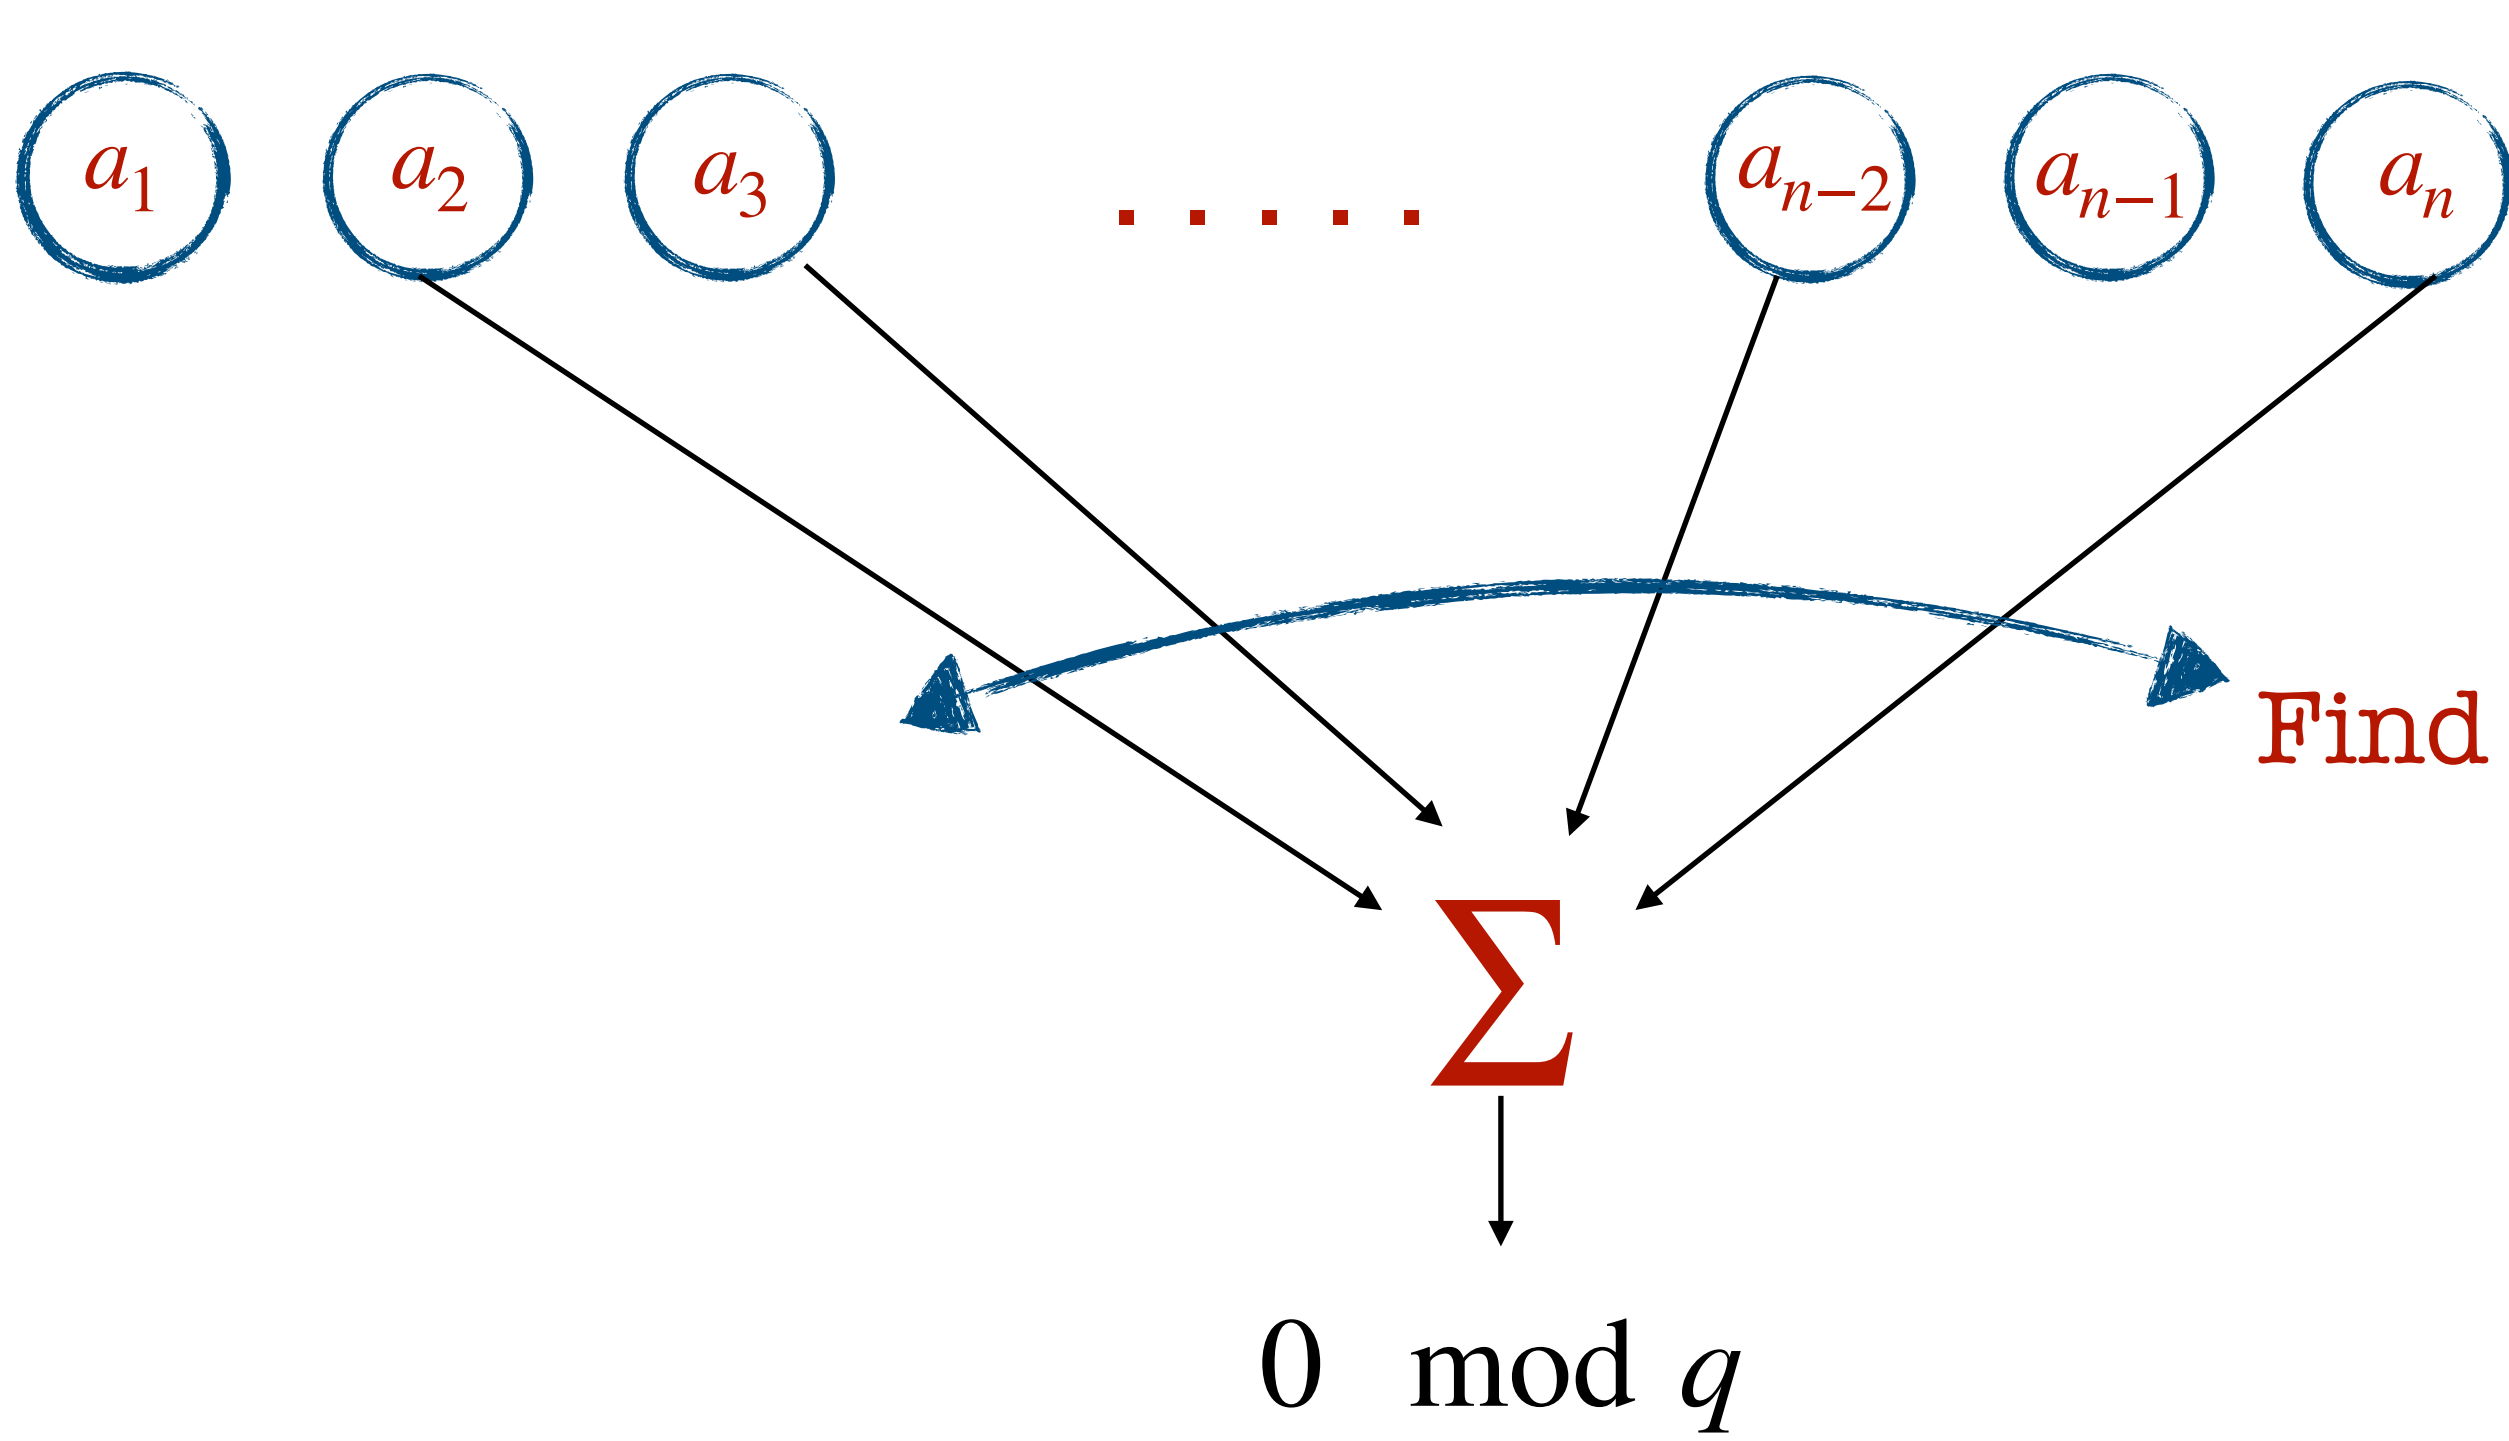 a₁ a₂ a₃ . . . . . aₙ₋₂ aₙ₋₁ aₙ
Find
Σ
0 mod q